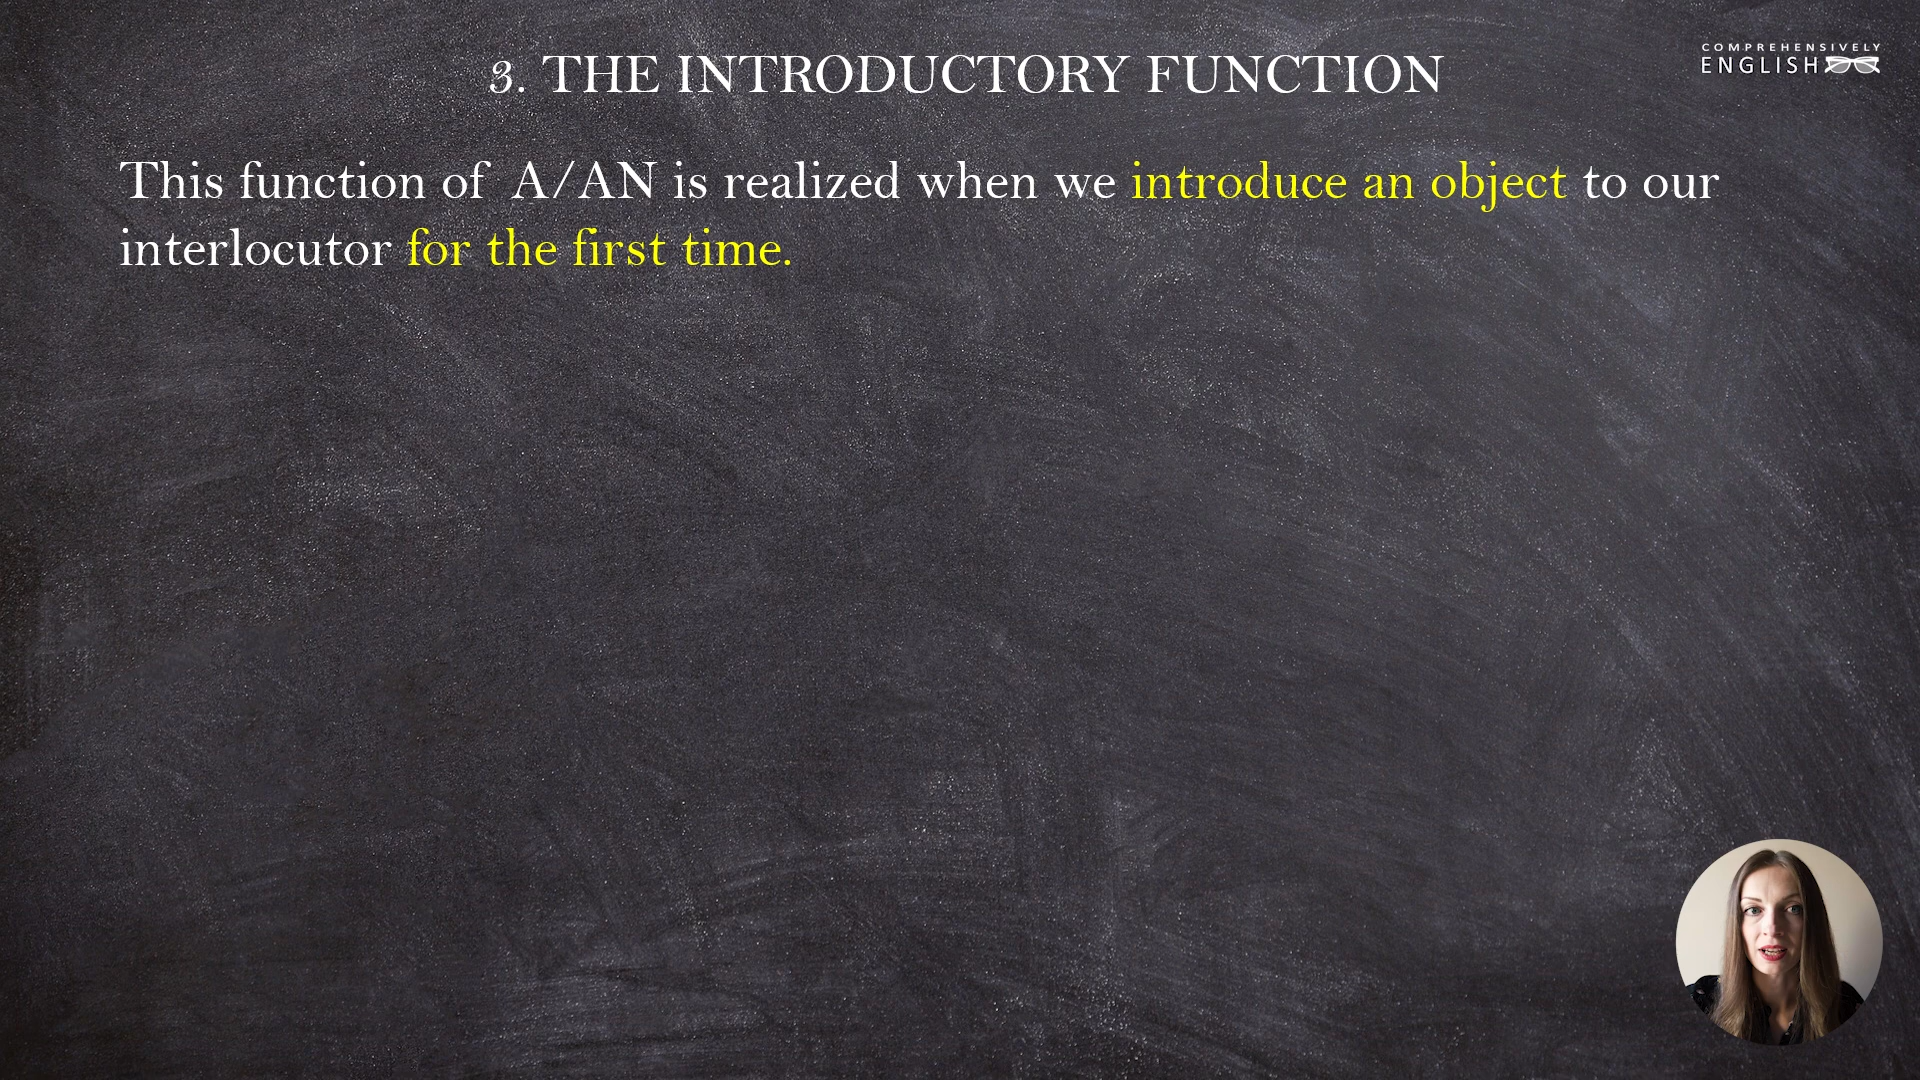 3. THE INTRODUCTORY FUNCTION
COMPREHENSIVELY
ENGLISH
This function of A/AN is realized when we introduce an object to our
interlocutor for the first time.